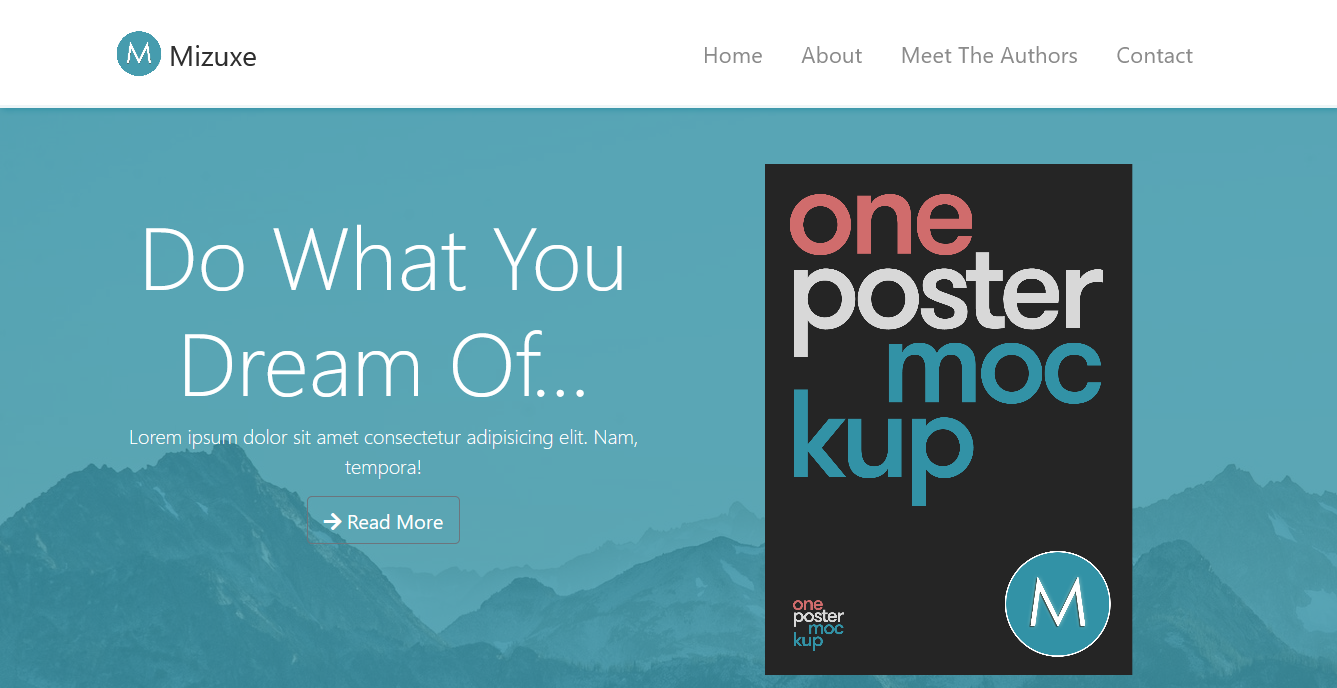 M Mizuxe
Home About Meet The Authors Contact
Do What You
Dream Of...
Lorem ipsum dolor sit amet consectetur adipisicing elit. Nam,
tempora!
Read More
one
poster
moc
kup
one
poster
moc
kup
M